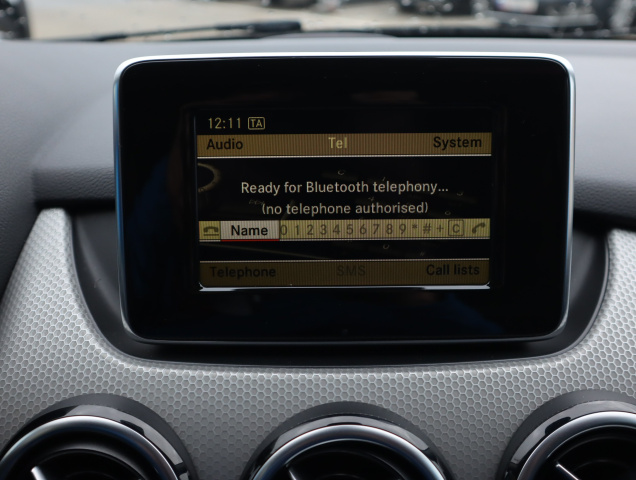 12:11 TA
Audio Tel System
Ready for Bluetooth telephony...
(no telephone authorised)
Name 0 1 2 3 4 5 6 7 8 9 * # + C
Telephone SMS Call lists